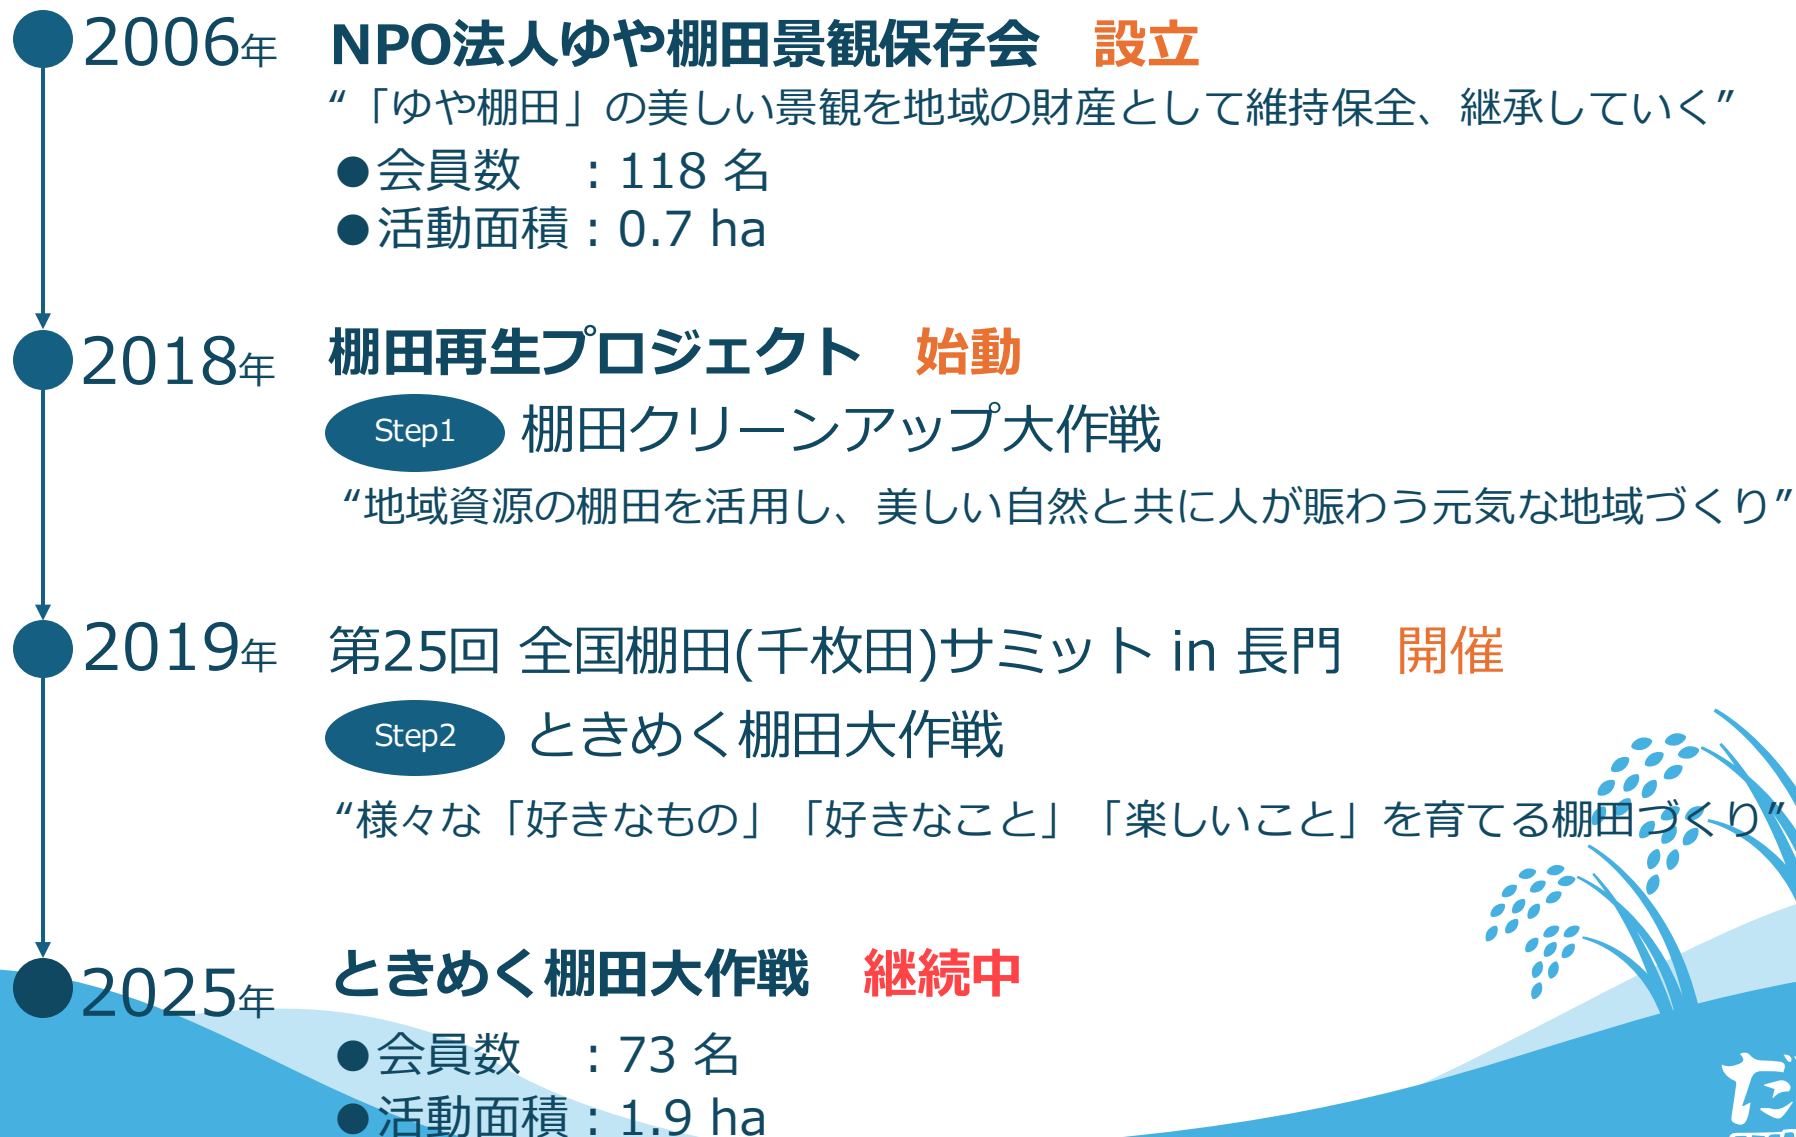 2006年 NPO法人ゆや棚田景観保存会 設立
“「ゆや棚田」の美しい景観を地域の財産として維持保全、継承していく”
●会員数 : 118 名
●活動面積 : 0.7 ha
2018年 棚田再生プロジェクト 始動
Step1 棚田クリーンアップ大作戦
“地域資源の棚田を活用し、美しい自然と共に人が賑わう元気な地域づくり”
2019年 第25回 全国棚田(千枚田)サミット in 長門 開催
Step2 ときめく棚田大作戦
“様々な「好きなもの」「好きなこと」「楽しいこと」を育てる棚田づくり”
2025年 ときめく棚田大作戦 継続中
●会員数 : 73 名
●活動面積 : 1.9 ha